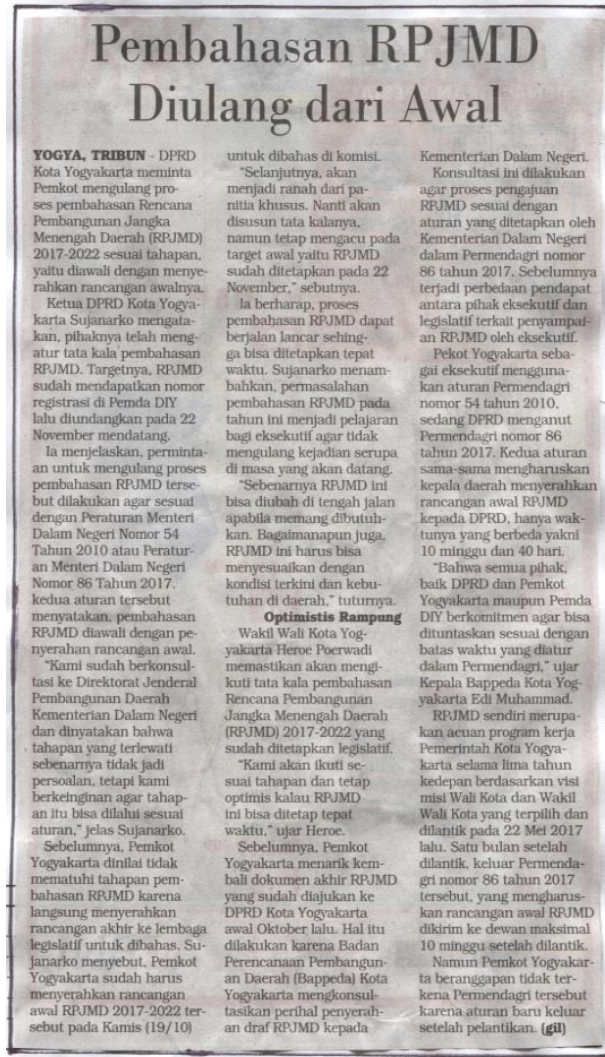 Pembahasan RPJMD
Diulang dari Awal
YOGYA, TRIBUN - DPRD
Kota Yogyakarta meminta
Pemkot mengulang pro-
ses pembahasan Rencana
Pembangunan Jangka
Menengah Daerah (RPJMD)
2017-2022 sesuai tahapan,
yaitu diawali dengan menye-
rahkan rancangan awalnya.
Ketua DPRD Kota Yogya-
karta Sujanarko mengata-
kan, pihaknya telah meng-
atur tata kala pembahasan
RPJMD. Targetnya, RPJMD
sudah mendapatkan nomor
registrasi di Pemda DIY
lalu diundangkan pada 22
November mendatang.
Ia menjelaskan, perminta-
an untuk mengulang proses
pembahasan RPJMD terse-
but dilakukan agar sesuai
dengan Peraturan Menteri
Dalam Negeri Nomor 54
Tahun 2010 atau Peratur-
an Menteri Dalam Negeri
Nomor 86 Tahun 2017.
kedua aturan tersebut
menyatakan, pembahasan
RPJMD diawali dengan pe-
nyerahan rancangan awal.
"Kami sudah berkonsul-
tasi ke Direktorat Jenderal
Pembangunan Daerah
Kementerian Dalam Negeri
dan dinyatakan bahwa
tahapan yang terlewati
sebenarnya tidak jadi
persoalan, tetapi kami
berkeinginan agar tahap-
an itu bisa dilalui sesuai
aturan," jelas Sujanarko.
Sebelumnya, Pemkot
Yogyakarta dinilai tidak
mematuhi tahapan pem-
bahasan RPJMD karena
langsung menyerahkan
rancangan akhir ke lembaga
legislatif untuk dibahas. Su-
janarko menyebut, Pemkot
Yogyakarta sudah harus
menyerahkan rancangan
awal RPJMD 2017-2022 ter-
sebut pada Kamis (19/10)
untuk dibahas di komisi.
"Selanjutnya, akan
menjadi ranah dari pa-
nitia khusus. Nanti akan
disusun tata kalanya,
namun tetap mengacu pada
target awal yaitu RPJMD
sudah ditetapkan pada 22
November," sebutnya.
Ia berharap, proses
pembahasan RPJMD dapat
berjalan lancar sehing-
ga bisa ditetapkan tepat
waktu. Sujanarko menam-
bahkan, permasalahan
pembahasan RPJMD pada
tahun ini menjadi pelajaran
bagi eksekutif agar tidak
mengulang kejadian serupa
di masa yang akan datang.
"Sebenarnya RPJMD ini
bisa diubah di tengah jalan
apabila memang dibutuh-
kan. Bagaimanapun juga,
RPJMD ini harus bisa
menyesuaikan dengan
kondisi terkini dan kebu-
tuhan di daerah," tuturnya.
Optimistis Rampung
Wakil Wali Kota Yog-
yakarta Heroe Poerwadi
memastikan akan mengi-
kuti tata kala pembahasan
Rencana Pembangunan
Jangka Menengah Daerah
(RPJMD) 2017-2022 yang
sudah ditetapkan legislatif.
"Kami akan ikuti se-
suai tahapan dan tetap
optimis kalau RPJMD
ini bisa ditetap tepat
waktu," ujar Heroe.
Sebelumnya, Pemkot
Yogyakarta menarik kem-
bali dokumen akhir RPJMD
yang sudah diajukan ke
DPRD Kota Yogyakarta
awal Oktober lalu. Hal itu
dilakukan karena Badan
Perencanaan Pembangun-
an Daerah (Bappeda) Kota
Yogyakarta mengkonsul-
tasikan perihal penyerah-
an draf RPJMD kepada
Kementerian Dalam Negeri.
Konsultasi ini dilakukan
agar proses pengajuan
RPJMD sesuai dengan
aturan yang ditetapkan oleh
Kementerian Dalam Negeri
dalam Permendagri nomor
86 tahun 2017. Sebelumnya
terjadi perbedaan pendapat
antara pihak eksekutif dan
legislatif terkait penyampai-
an RPJMD oleh eksekutif.
Pekot Yogyakarta seba-
gai eksekutif mengguna-
kan aturan Permendagri
nomor 54 tahun 2010,
sedang DPRD menganut
Permendagri nomor 86
tahun 2017. Kedua aturan
sama-sama mengharuskan
kepala daerah menyerahkan
rancangan awal RPJMD
kepada DPRD, hanya wak-
tunya yang berbeda yakni
10 minggu dan 40 hari.
"Bahwa semua pihak,
baik DPRD dan Pemkot
Yogyakarta maupun Pemda
DIY berkomitmen agar bisa
dituntaskan sesuai dengan
batas waktu yang diatur
dalam Permendagri," ujar
Kepala Bappeda Kota Yog-
yakarta Edi Muhammad.
RPJMD sendiri merupa-
kan acuan program kerja
Pemerintah Kota Yogya-
karta selama lima tahun
kedepan berdasarkan visi
misi Wali Kota dan Wakil
Wali Kota yang terpilih dan
dilantik pada 22 Mei 2017
lalu. Satu bulan setelah
dilantik, keluar Permenda-
gri nomor 86 tahun 2017
tersebut, yang mengharus-
kan rancangan awal RPJMD
dikirim ke dewan maksimal
10 minggu setelah dilantik.
Namun Pemkot Yogyakar-
ta beranggapan tidak ter-
kena Permendagri tersebut
karena aturan baru keluar
setelah pelantikan. (gil)